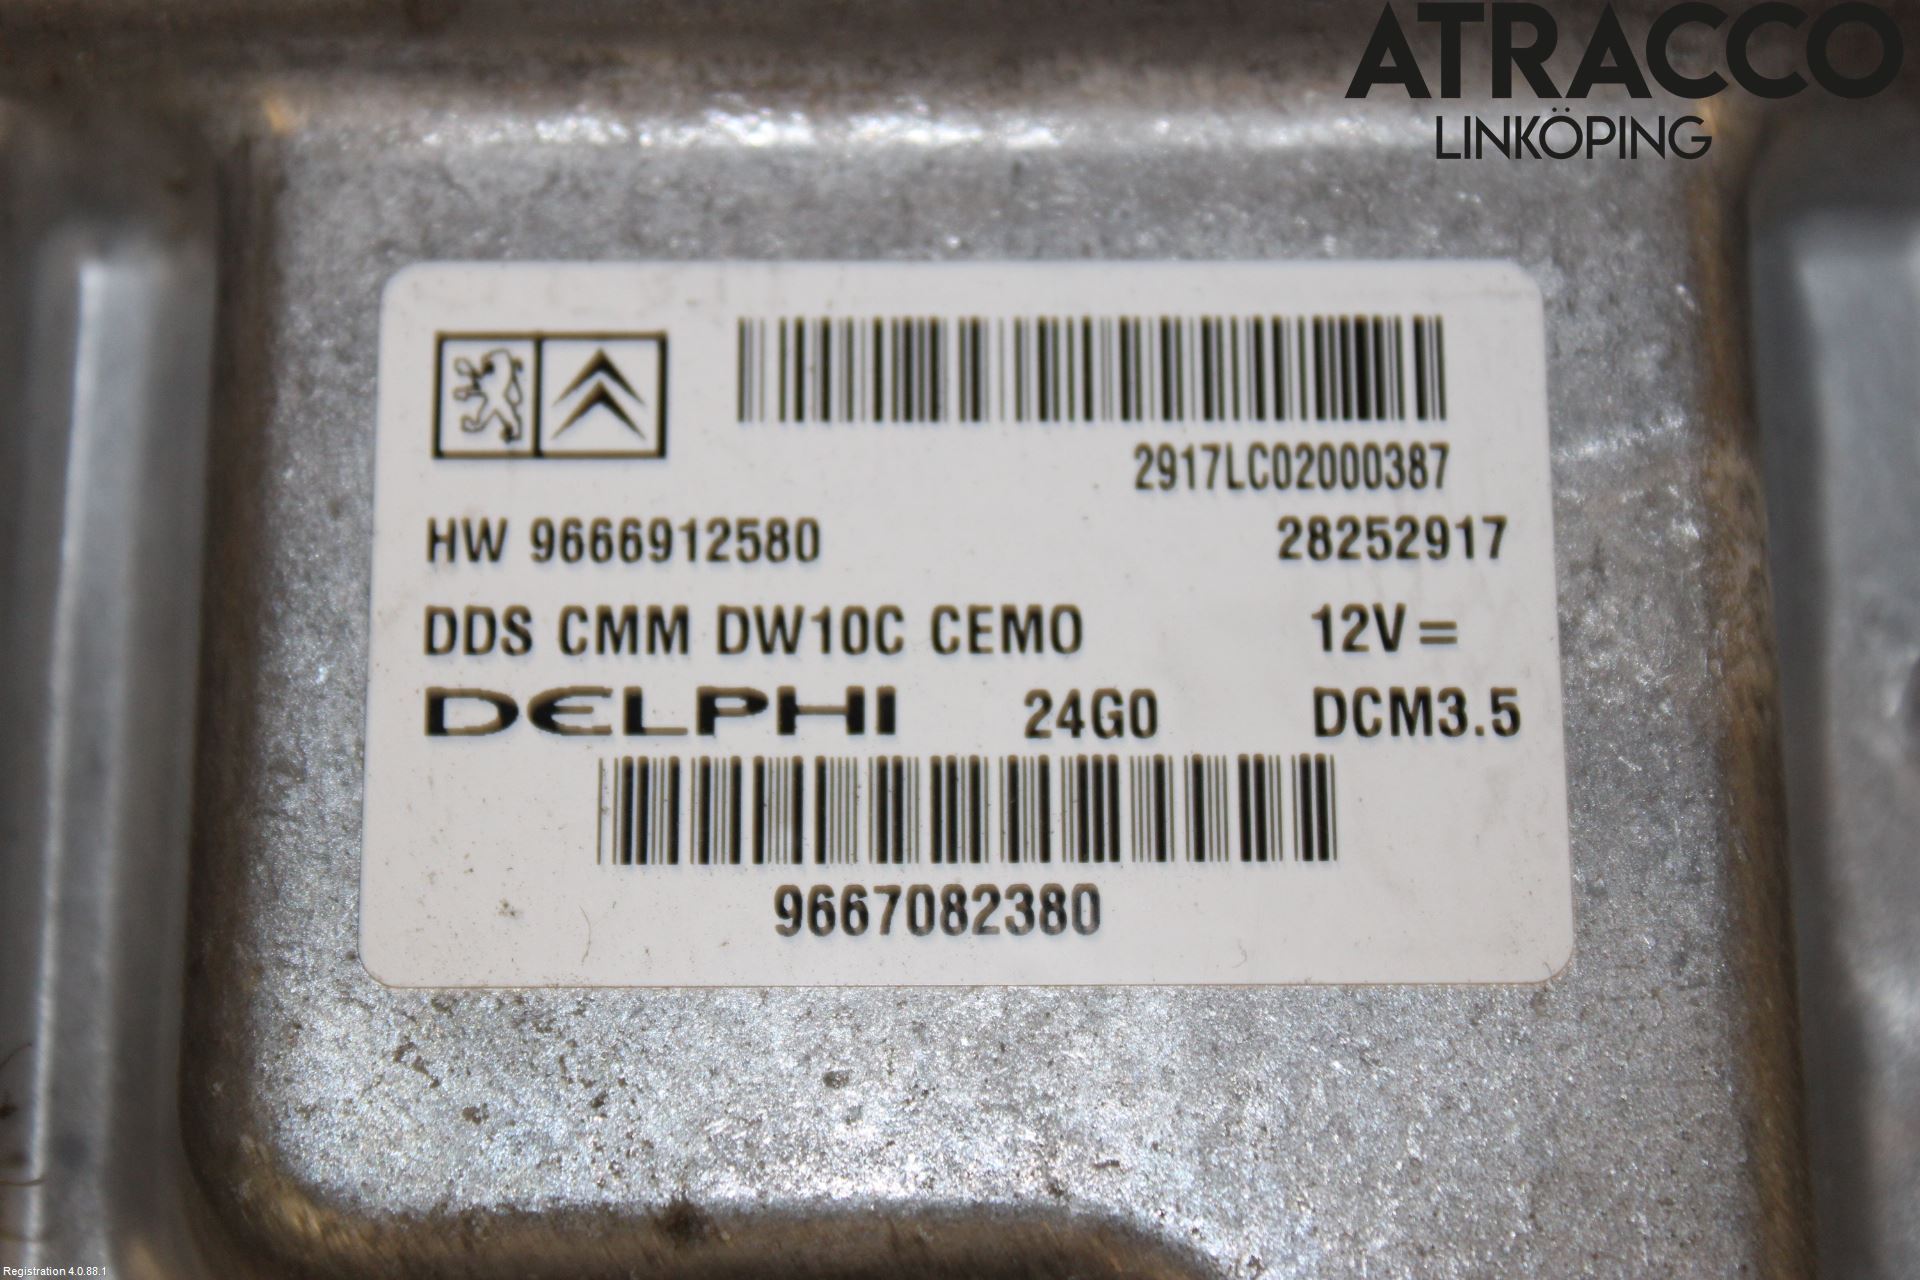 ATRACCO
LINKÖPING
2917LC02000387
HW 9666912580 28252917
DDS CMM DW10C CEMO 12V=
DELPHI 24G0 DCM3.5
9667082380
Registration 4.0.88.1